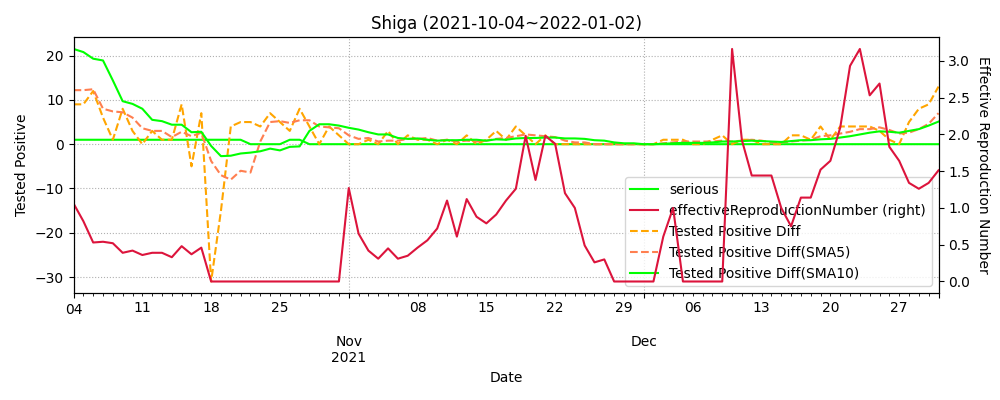 Shiga (2021-10-04~2022-01-02)
Tested Positive
20
10
0
−10
−20
−30
3.0
2.5
2.0
1.5
1.0
0.5
0.0
Effective Reproduction Number
serious
effectiveReproductionNumber (right)
Tested Positive Diff
Tested Positive Diff(SMA5)
Tested Positive Diff(SMA10)
04 11 18 25 08 15 22 29 06 13 20 27
Nov Dec
2021
Date